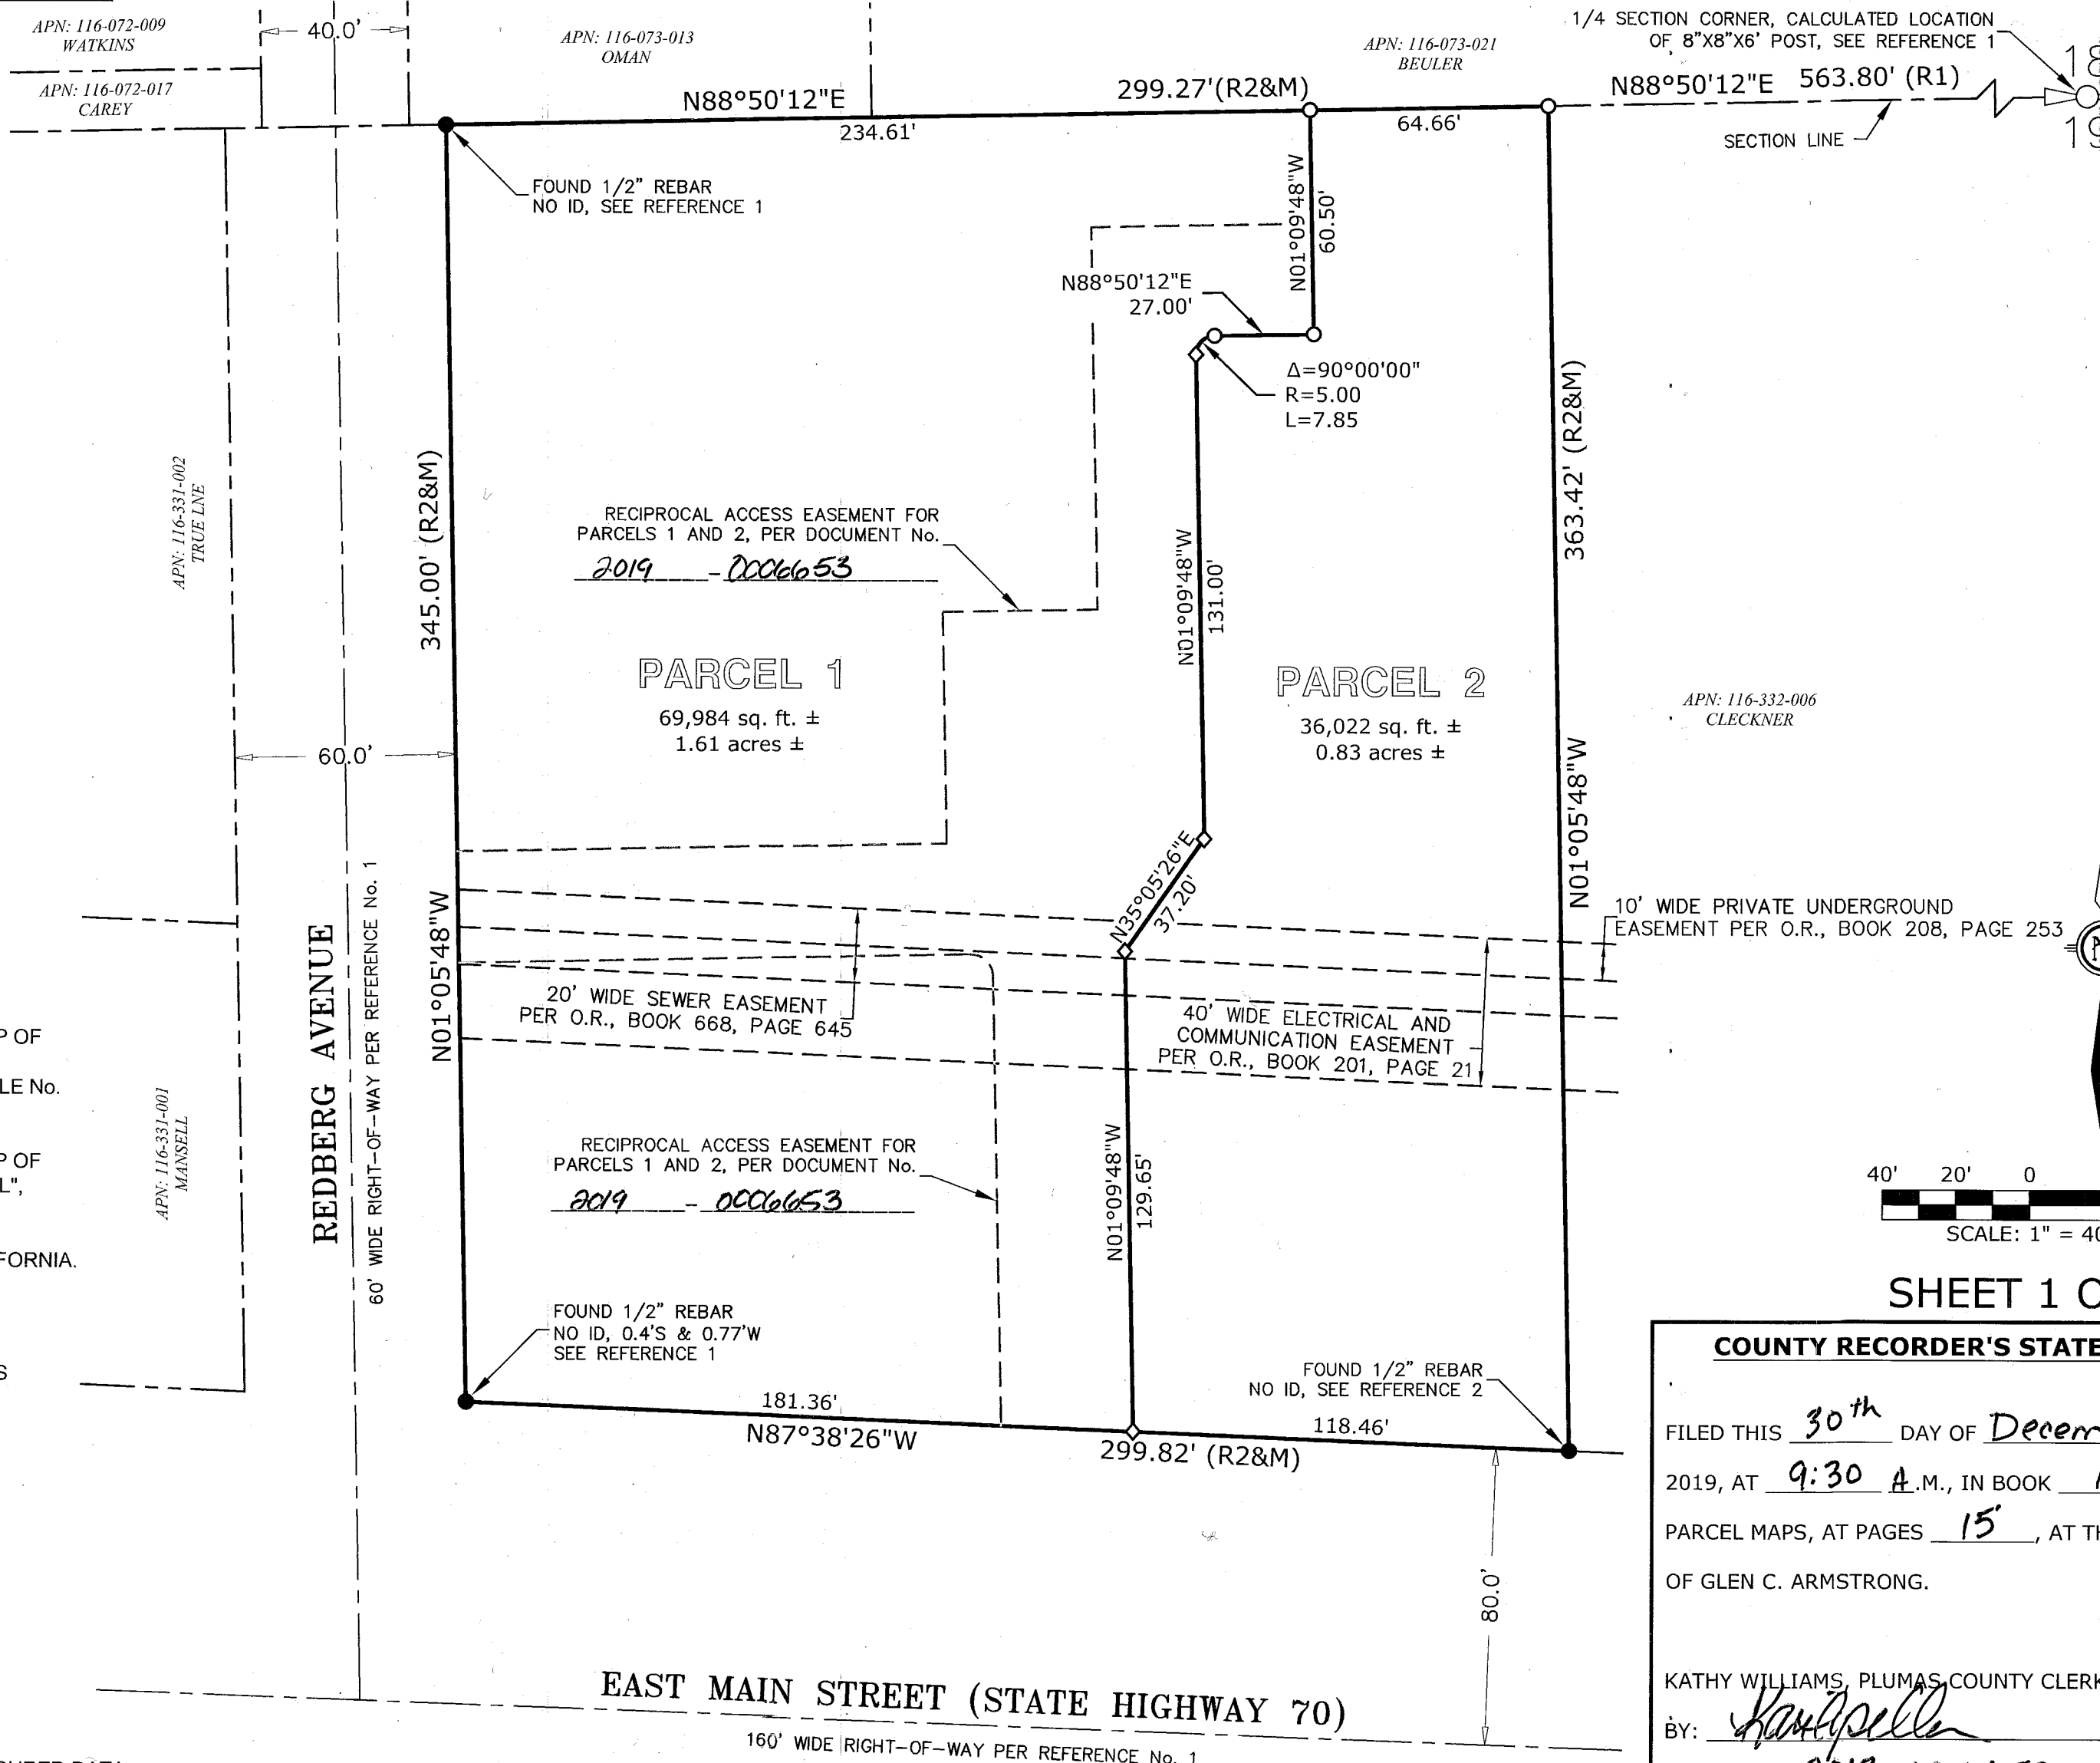 APN: 116-072-009
WATKINS
APN: 116-072-017
CAREY
40.0'
APN: 116-073-013
OMAN
APN: 116-073-021
BEULER
1/4 SECTION CORNER, CALCULATED LOCATION
OF 8"X8"X6' POST, SEE REFERENCE 1
N88°50'12"E
299.27'(R2&M)
N88°50'12"E 563.80' (R1)
18
19
234.61'
64.66'
SECTION LINE
FOUND 1/2" REBAR
NO ID, SEE REFERENCE 1
N01°09'48"W
60.50'
N88°50'12"E
27.00'
Δ=90°00'00"
R=5.00
L=7.85
345.00' (R2&M)
363.42' (R2&M)
APN: 116-331-002
TRUE LNE
RECIPROCAL ACCESS EASEMENT FOR
PARCELS 1 AND 2, PER DOCUMENT No.
2019 - 0006653
N01°09'48"W
131.00'
PARCEL 1
69,984 sq. ft. ±
1.61 acres ±
PARCEL 2
36,022 sq. ft. ±
0.83 acres ±
APN: 116-332-006
CLECKNER
60.0'
N01°05'48"W
N35°05'26"E
37.20'
N01°05'48"W
10' WIDE PRIVATE UNDERGROUND
EASEMENT PER O.R., BOOK 208, PAGE 253
REDBERG AVENUE
60' WIDE RIGHT-OF-WAY PER REFERENCE No. 1
20' WIDE SEWER EASEMENT
PER O.R., BOOK 668, PAGE 645
40' WIDE ELECTRICAL AND
COMMUNICATION EASEMENT
PER O.R., BOOK 201, PAGE 21
P OF
LE No.
P OF
L",
FORNIA.
S
APN: 116-331-001
MANSELL
RECIPROCAL ACCESS EASEMENT FOR
PARCELS 1 AND 2, PER DOCUMENT No.
2019 - 0006653
N01°09'48"W
129.65'
40' 20' 0
SCALE: 1" = 40
SHEET 1 O
FOUND 1/2" REBAR
NO ID, 0.4'S & 0.77'W
SEE REFERENCE 1
FOUND 1/2" REBAR
NO ID, SEE REFERENCE 2
181.36'
N87°38'26"W
118.46'
299.82' (R2&M)
80.0'
COUNTY RECORDER'S STATE
FILED THIS 30th DAY OF Decem
2019, AT 9:30 A.M., IN BOOK
PARCEL MAPS, AT PAGES 15, AT TH
OF GLEN C. ARMSTRONG.
KATHY WILLIAMS, PLUMAS COUNTY CLERK
BY:
EAST MAIN STREET (STATE HIGHWAY 70)
160' WIDE RIGHT-OF-WAY PER REFERENCE No. 1